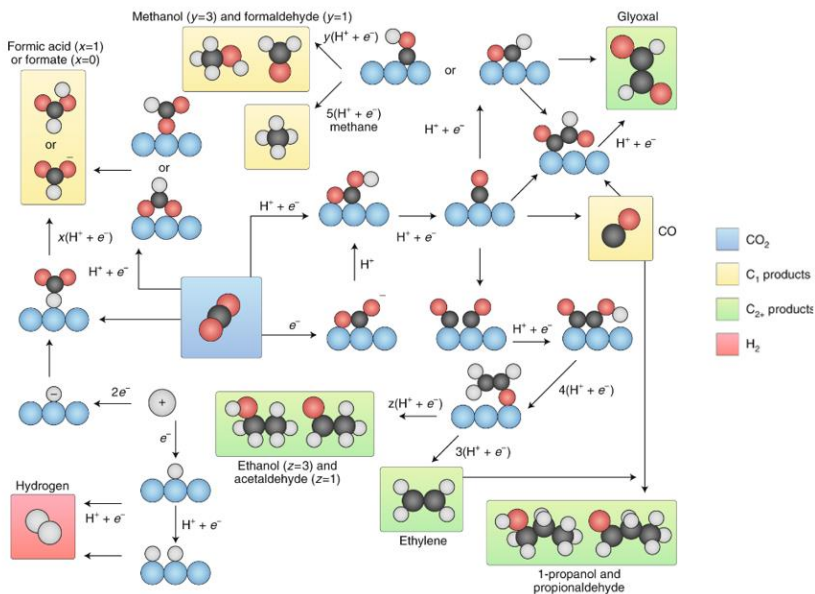 Methanol (y=3) and formaldehyde (y=1)
Glyoxal
Formic acid (x=1)
or formate (x=0)
y(H⁺ + e⁻)
or
5(H⁺ + e⁻)
methane
H⁺ + e⁻
H⁺ + e⁻
or
−
or
H⁺ + e⁻
H⁺ + e⁻
CO
x(H⁺ + e⁻)
H⁺ + e⁻
H⁺
CO₂
C₁ products
C₂₊ products
H₂
−
e⁻
H⁺ + e⁻
4(H⁺ + e⁻)
z(H⁺ + e⁻)
3(H⁺ + e⁻)
−
2e⁻
+
e⁻
Ethanol (z=3) and
acetaldehyde (z=1)
Hydrogen
H⁺ + e⁻
H⁺ + e⁻
Ethylene
1-propanol and
propionaldehyde